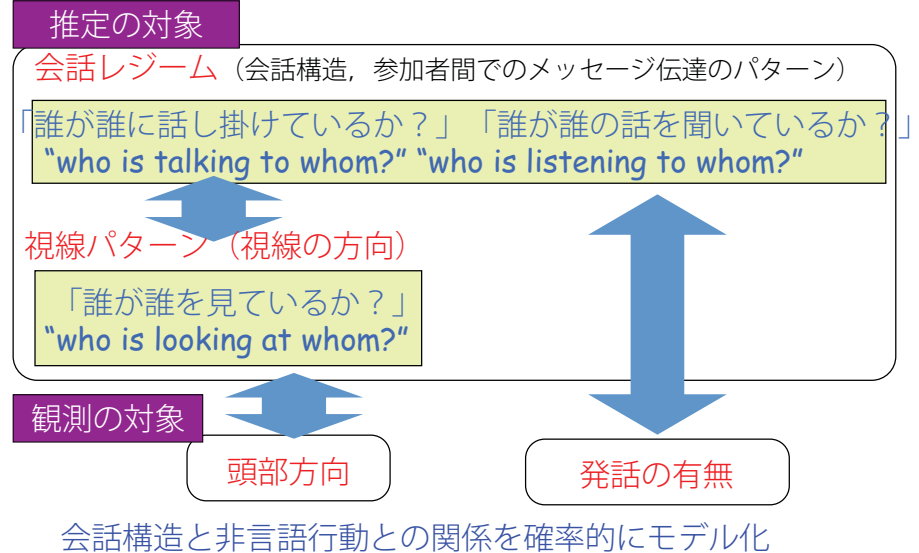 推定の対象
会話レジーム（会話構造，参加者間でのメッセージ伝達のパターン）
「誰が誰に話し掛けているか？」「誰が誰の話を聞いているか？」
“who is talking to whom?” “who is listening to whom?”
視線パターン（視線の方向）
「誰が誰を見ているか？」
“who is looking at whom?”
観測の対象
頭部方向
発話の有無
会話構造と非言語行動との関係を確率的にモデル化